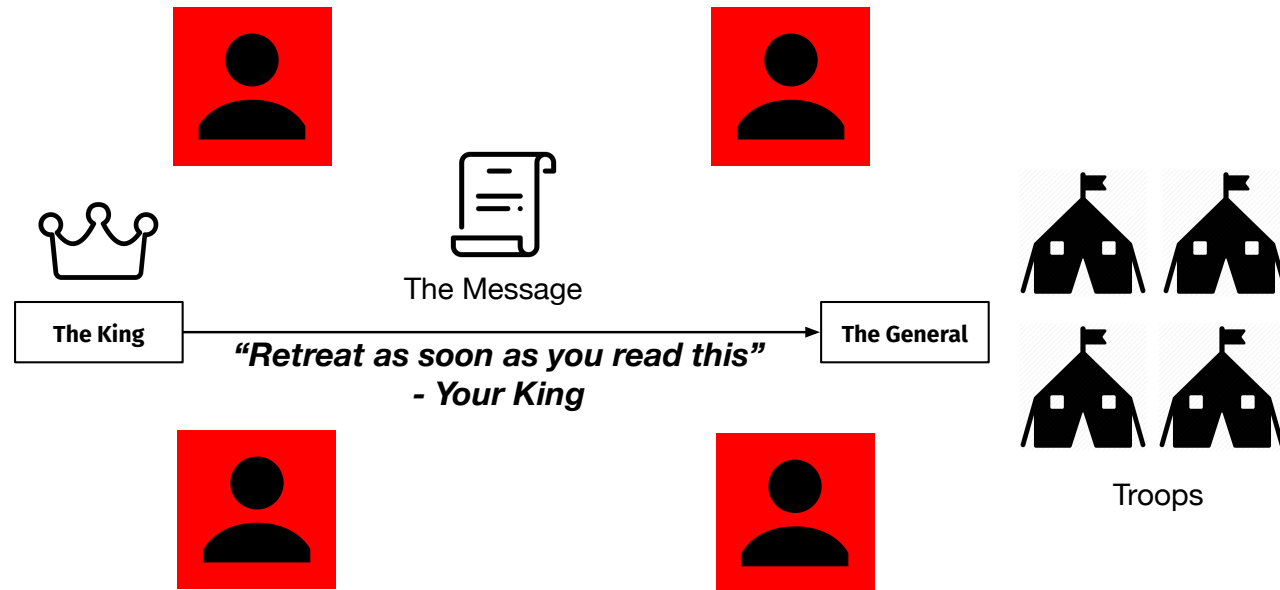 The Message
The King
The General
“Retreat as soon as you read this”
- Your King
Troops